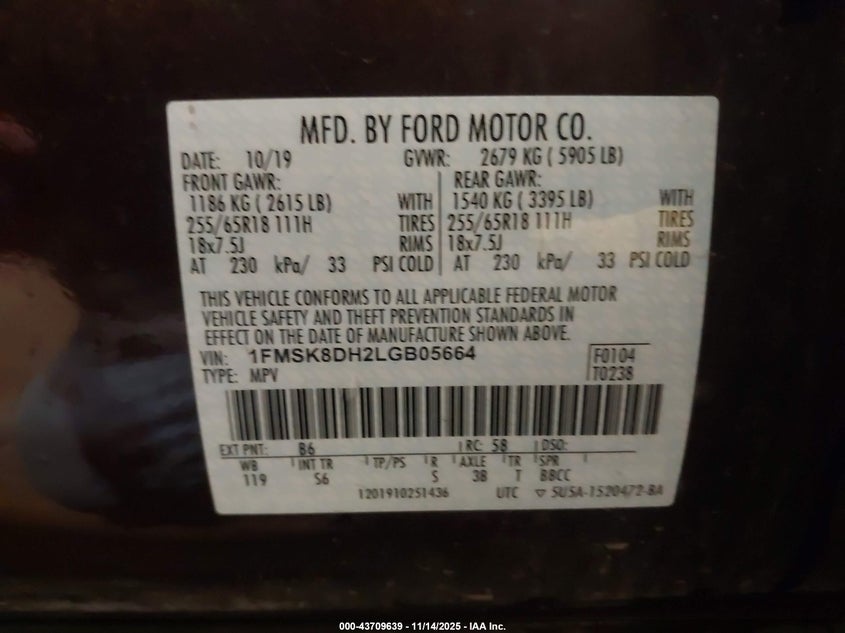 MFD. BY FORD MOTOR CO.
DATE: 10/19 GVWR: 2679 KG ( 5905 LB)
FRONT GAWR: REAR GAWR:
1186 KG ( 2615 LB) WITH 1540 KG ( 3395 LB) WITH
255/65R18 111H TIRES 255/65R18 111H TIRES
18x7.5J RIMS 18x7.5J RIMS
AT 230 kPa/ 33 PSI COLD AT 230 kPa/ 33 PSI COLD
THIS VEHICLE CONFORMS TO ALL APPLICABLE FEDERAL MOTOR
VEHICLE SAFETY AND THEFT PREVENTION STANDARDS IN
EFFECT ON THE DATE OF MANUFACTURE SHOWN ABOVE.
VIN: 1FMSK8DH2LGB05664 F0104
TYPE: MPV T0238
EXT PNT: B6 RC: 58 DSO:
WB INT TR TP/PS R AXLE TR SPR
119 S6 S 38 T BBCC
1201910251436 UTC ▽ 5U5A-1520472-BA
000-43709639 - 11/14/2025 - IAA Inc.